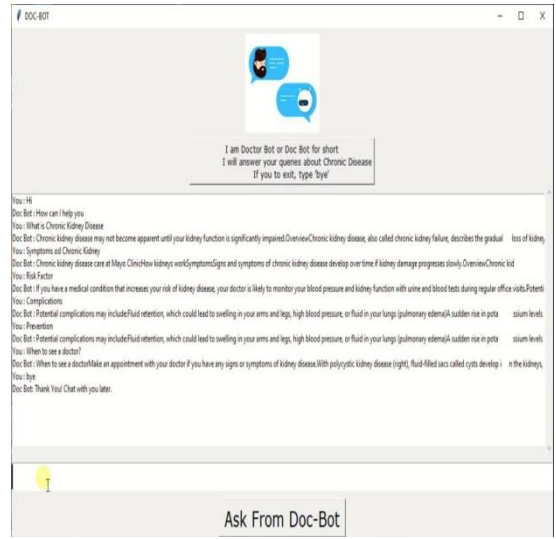 DOC-BOT
I am Doctor Bot or Doc Bot for short
I will answer your queries about Chronic Disease
If you to exit, type 'bye'
You : Hi
Doc Bot : How can I help you
You : What is Chronic Kidney Disease
Doc Bot : Chronic kidney disease may not become apparent until your kidney function is significantly impaired.OverviewChronic kidney disease, also called chronic kidney failure, describes the gradual loss of kidney
You : Symptoms od Chronic Kidney
Doc Bot : Chronic kidney disease care at Mayo ClinicHow kidneys workSymptomsSigns and symptoms of chronic kidney disease develop over time if kidney damage progresses slowly.OverviewChronic kid
You : Risk Factor
Doc Bot : If you have a medical condition that increases your risk of kidney disease, your doctor is likely to monitor your blood pressure and kidney function with urine and blood tests during regular office visits.Potenti
You : Complications
Doc Bot : Potential complications may include:Fluid retention, which could lead to swelling in your arms and legs, high blood pressure, or fluid in your lungs (pulmonary edema)A sudden rise in pota ssium levels
You : Prevention
Doc Bot : Potential complications may include:Fluid retention, which could lead to swelling in your arms and legs, high blood pressure, or fluid in your lungs (pulmonary edema)A sudden rise in pota ssium levels
You : When to see a doctor?
Doc Bot : When to see a doctorMake an appointment with your doctor if you have any signs or symptoms of kidney disease.With polycystic kidney disease (right), fluid-filled sacs called cysts develop i n the kidneys,
You : bye
Doc Bot: Thank You! Chat with you later.
Ask From Doc-Bot